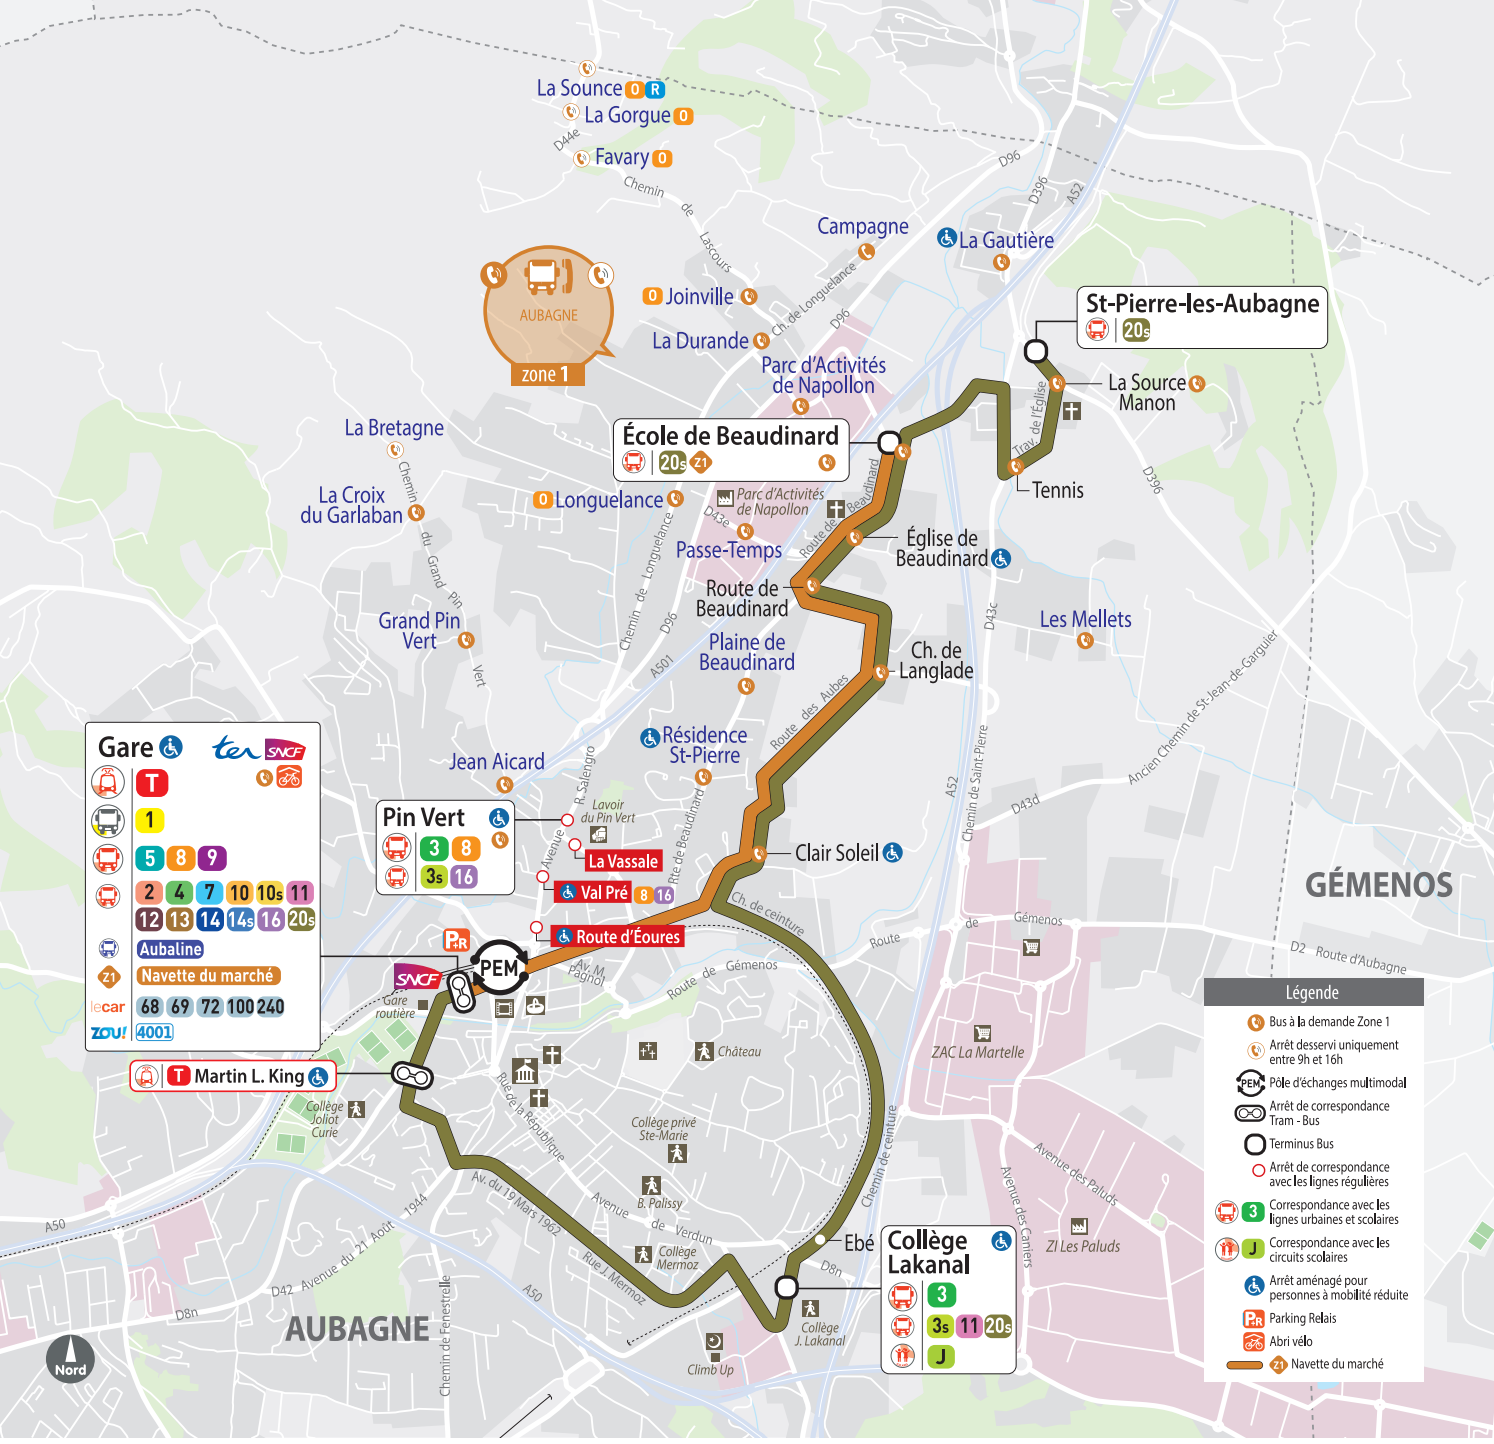 La Sounce O R
La Gorgue O
D44e
Favary O
Chemin de Lascours
D96
D396
A52
Campagne
La Gautière
Ch. de Longuelance
D96
AUBAGNE
zone 1
O Joinville
La Durande
St-Pierre-les-Aubagne
20s
Parc d'Activités
de Napollon
La Source
Manon
Trav. de l'Église
Tennis
D396
École de Beaudinard
20s Z1
La Bretagne
Chemin du Grand Pin Vert
La Croix
du Garlaban
O Longuelance
Parc d'Activités
de Napollon
D43e
Passe-Temps
Route de Beaudinard
Église de
Beaudinard
Route de
Beaudinard
Chemin de Longuelance
D96
A501
Grand Pin
Vert
Plaine de
Beaudinard
Ch. de
Langlade
D43c
Les Mellets
Ancien Chemin de St-Jean-de-Garguier
Route des Aubes
Résidence
St-Pierre
Jean Aicard
Avenue R. Salengro
Rte de Beaudinard
A52
Chemin de Saint-Pierre
D43d
Gare ter SNCF
T
1
5 8 9
2 4 7 10 10s 11
12 13 14 14s 16 20s
Aubaline
Z1 Navette du marché
lecar 68 69 72 100 240
ZOU! 4001
Pin Vert
3 8
3s 16
Lavoir
du Pin Vert
La Vassale
Val Pré 8 16
Route d'Éoures
Clair Soleil
Ch. de ceinture
GÉMENOS
Route de Gémenos
D2 Route d'Aubagne
P+R
SNCF
PEM
Av. M.
Pagnol
Route de Gémenos
Gare
routière
T Martin L. King
Collège
Joliot
Curie
Château
Rue de la République
Collège privé
Ste-Marie
B. Palissy
Avenue de Verdun
Collège
Mermoz
Av. du 19 Mars 1962
Rue J. Mermoz
ZAC La Martelle
Chemin de ceinture
Avenue des Paluds
Avenue des Caniers
ZI Les Paluds
A50
D8n
D42 Avenue du 21 Août 1944
Chemin de Fenestrelle
A50
AUBAGNE
Nord
Ebé
D8n
Collège
Lakanal
3
3s 11 20s
J
Collège
J. Lakanal
Climb Up
Légende
Bus à la demande Zone 1
Arrêt desservi uniquement
entre 9h et 16h
PEM Pôle d'échanges multimodal
Arrêt de correspondance
Tram - Bus
Terminus Bus
Arrêt de correspondance
avec les lignes régulières
3 Correspondance avec les
lignes urbaines et scolaires
J Correspondance avec les
circuits scolaires
Arrêt aménagé pour
personnes à mobilité réduite
P+R Parking Relais
Abri vélo
Z1 Navette du marché